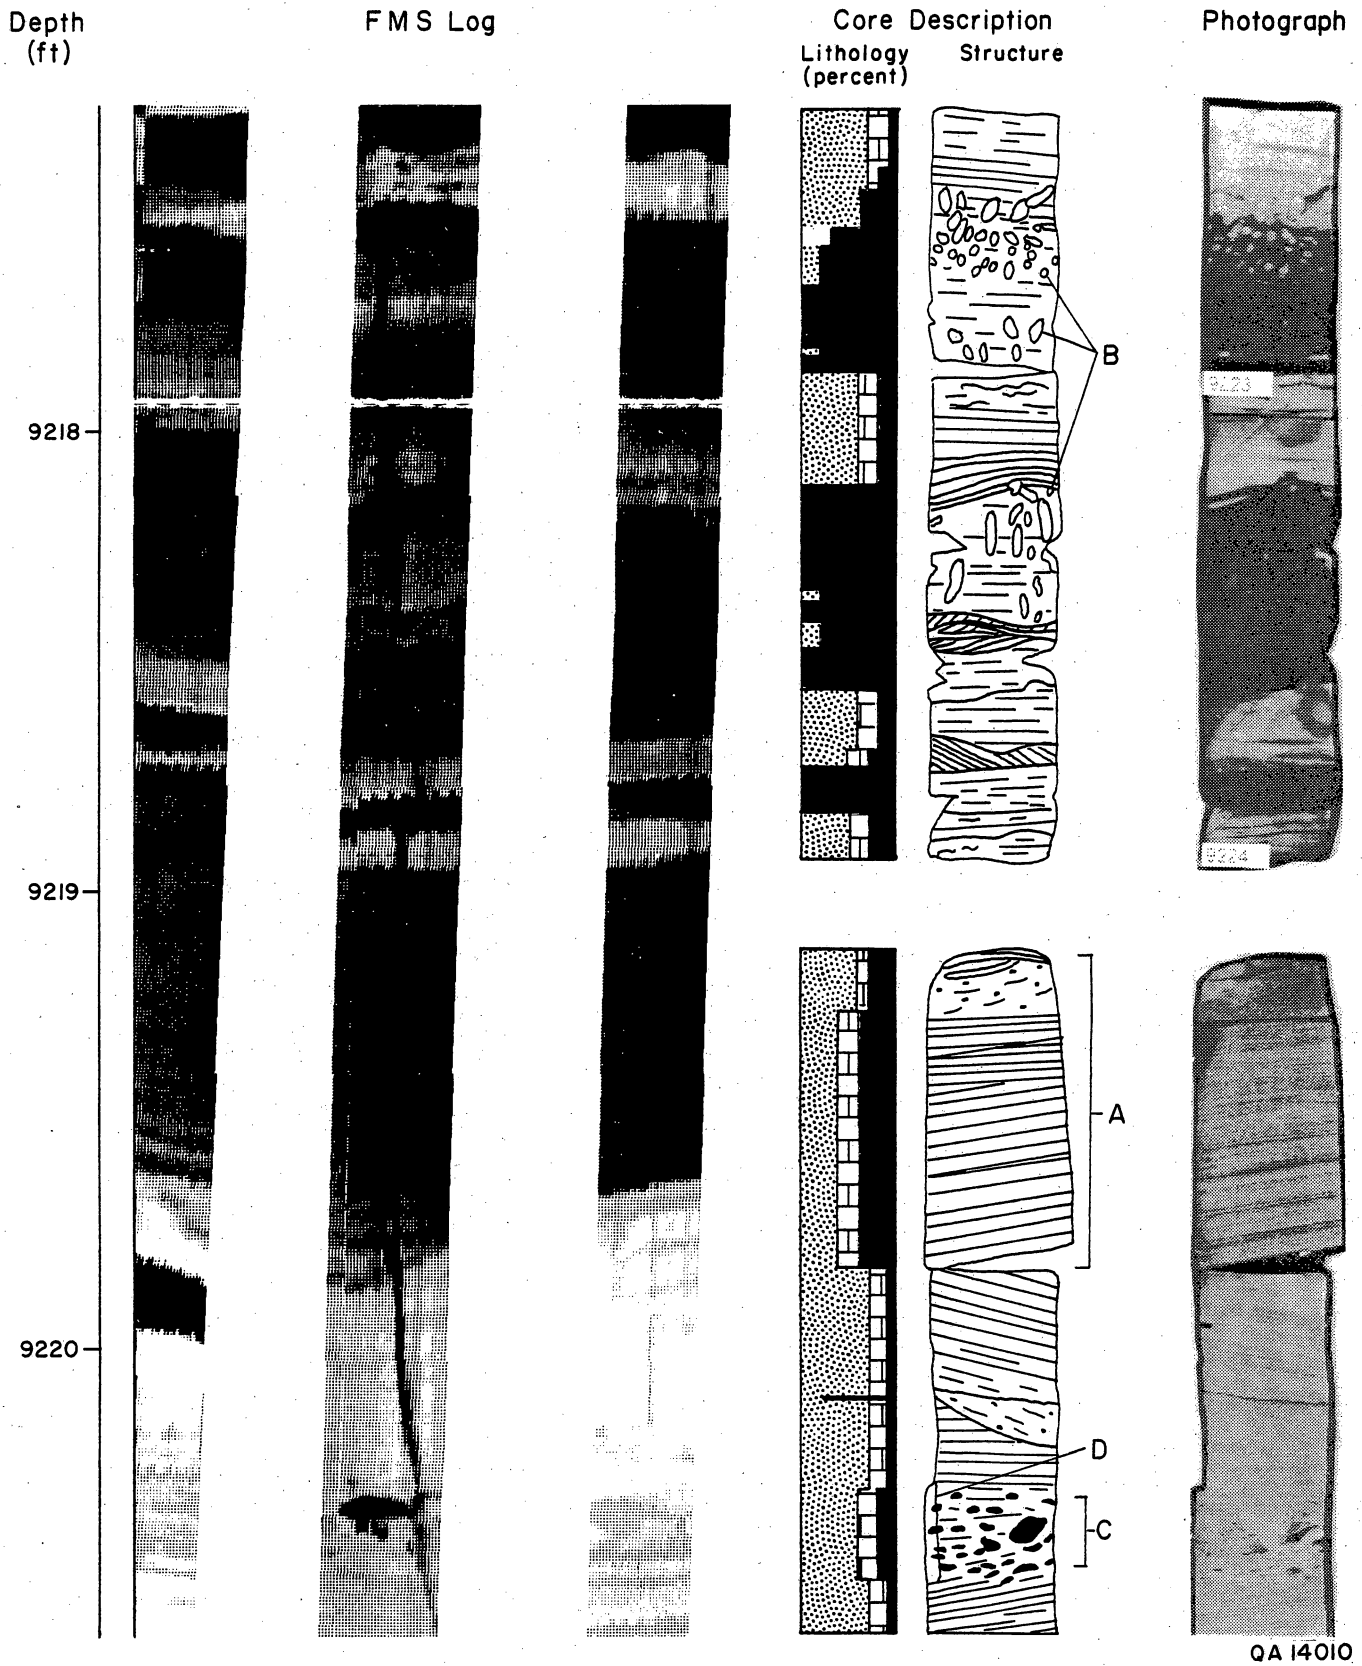 Depth
(ft)
FMS Log
Core Description
Lithology
(percent)
Structure
Photograph
B
9223
9218
9224
9219
A
9220
D
C
QA 14010